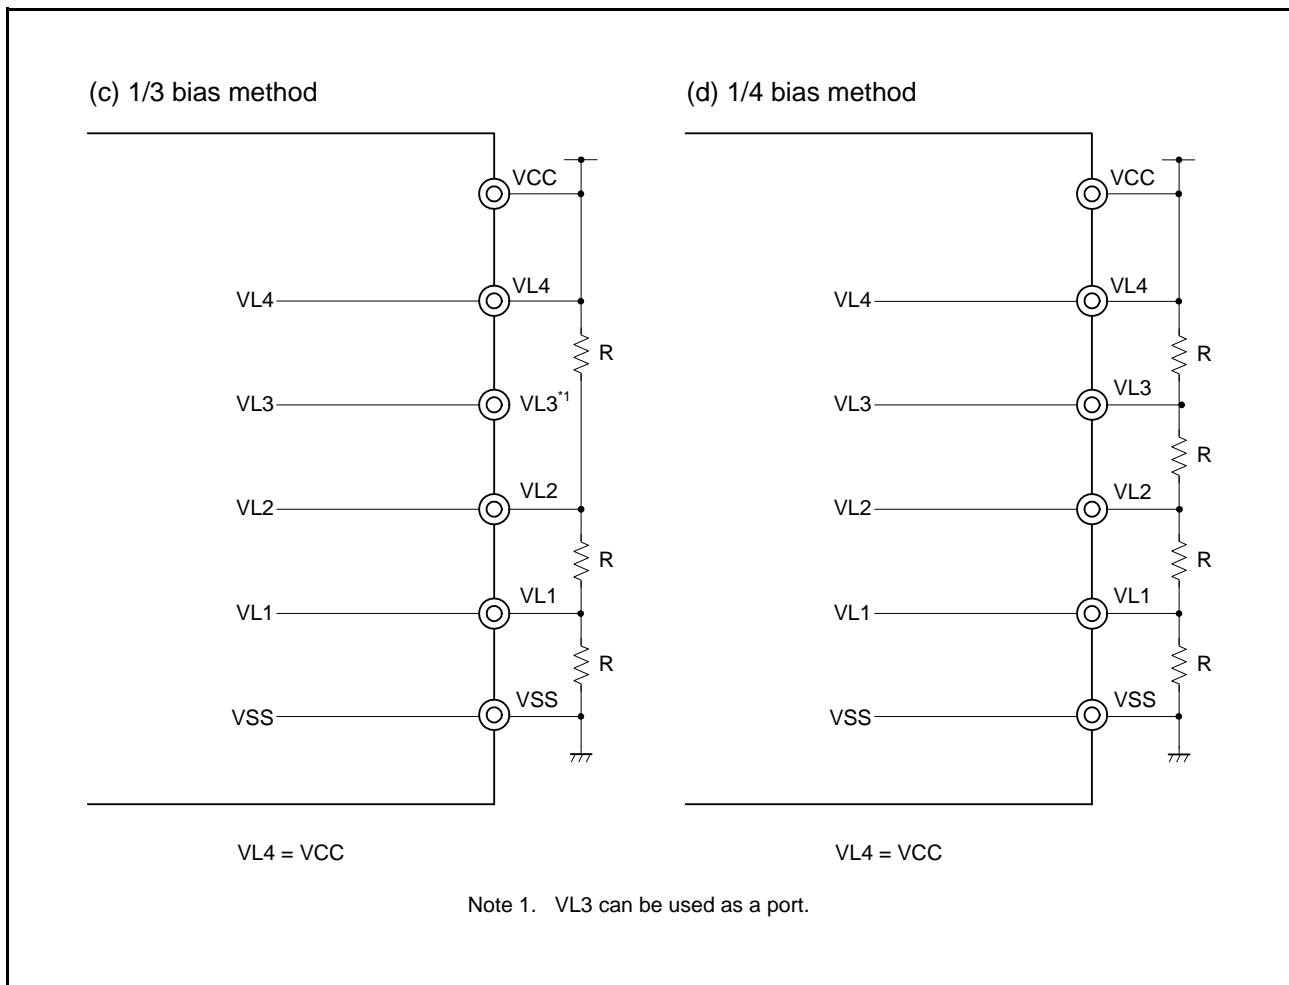 (c) 1/3 bias method
VCC
VL4 VL4
R
VL3 VL3*1
VL2 VL2
R
VL1 VL1
R
VSS VSS
VL4 = VCC
(d) 1/4 bias method
VCC
VL4 VL4
R
VL3 VL3
R
VL2 VL2
R
VL1 VL1
R
VSS VSS
VL4 = VCC
Note 1. VL3 can be used as a port.